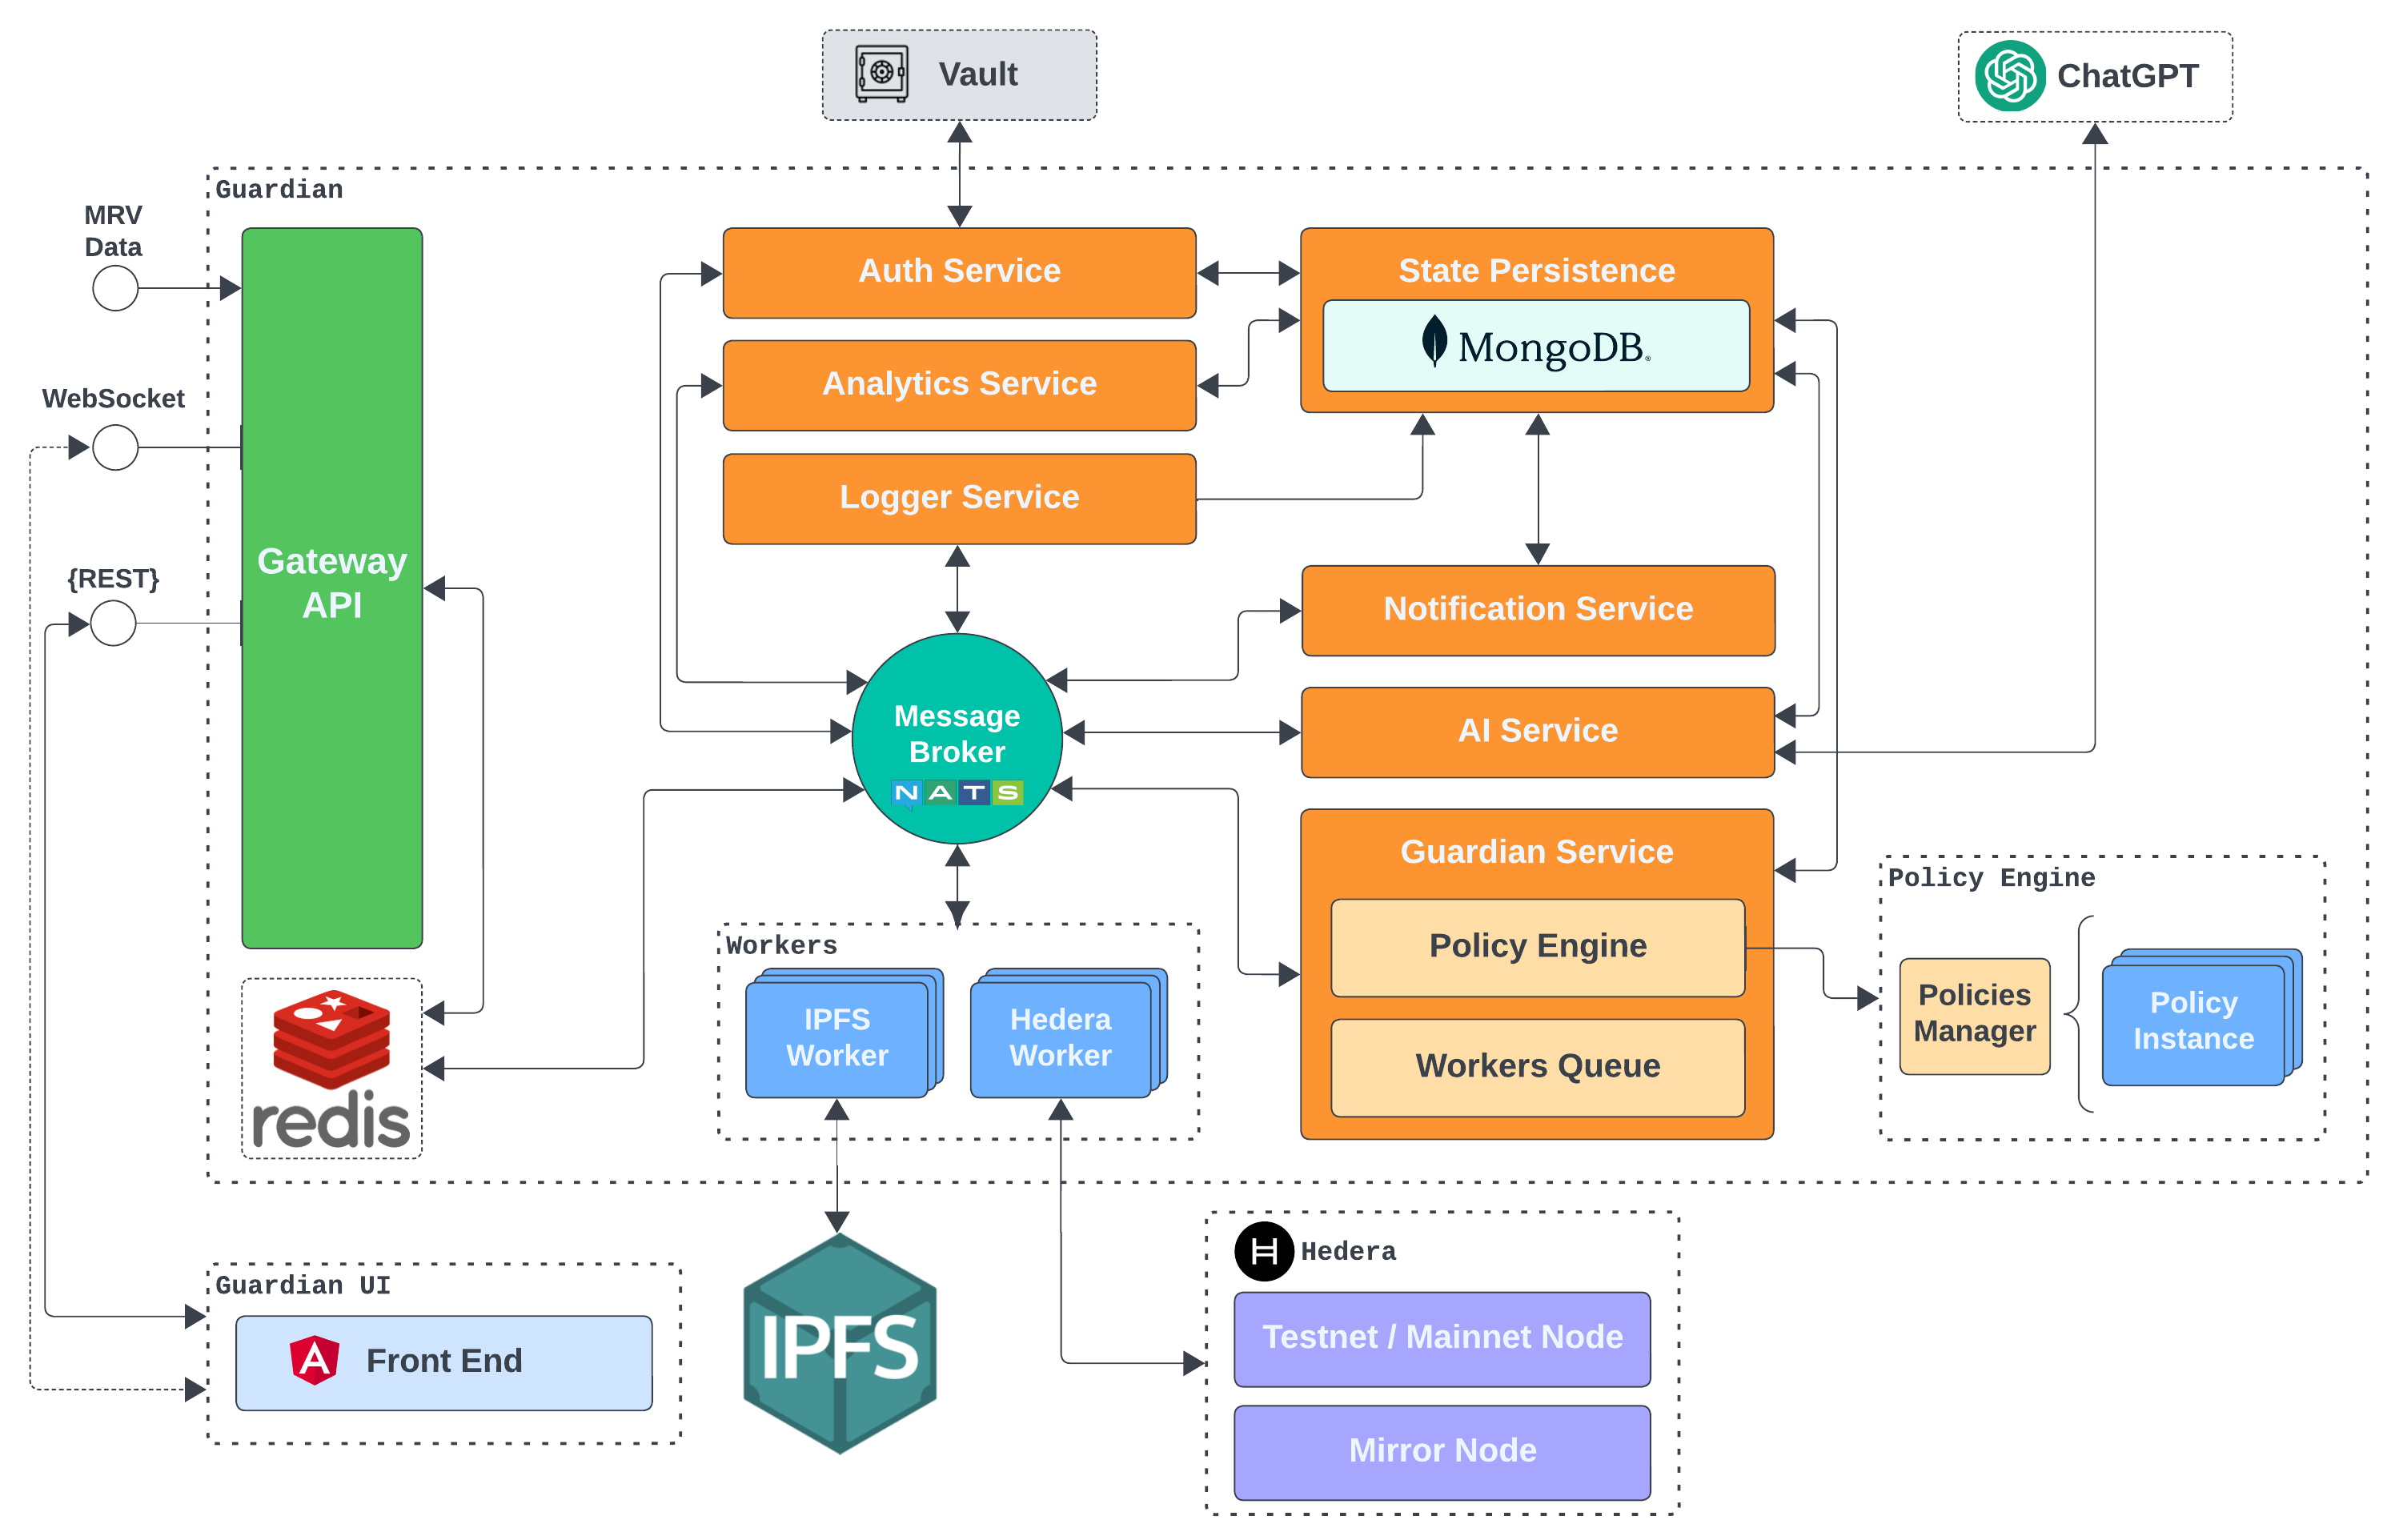 Vault
ChatGPT
Guardian
MRV
Data
WebSocket
{REST}
Gateway
API
Auth Service
Analytics Service
Logger Service
State Persistence
MongoDB®
Notification Service
AI Service
Message
Broker
NATS
Guardian Service
Policy Engine
Workers Queue
Policy Engine
Policies
Manager
Policy
Instance
Workers
IPFS
Worker
Hedera
Worker
redis
Guardian UI
Front End
IPFS
Hedera
Testnet / Mainnet Node
Mirror Node